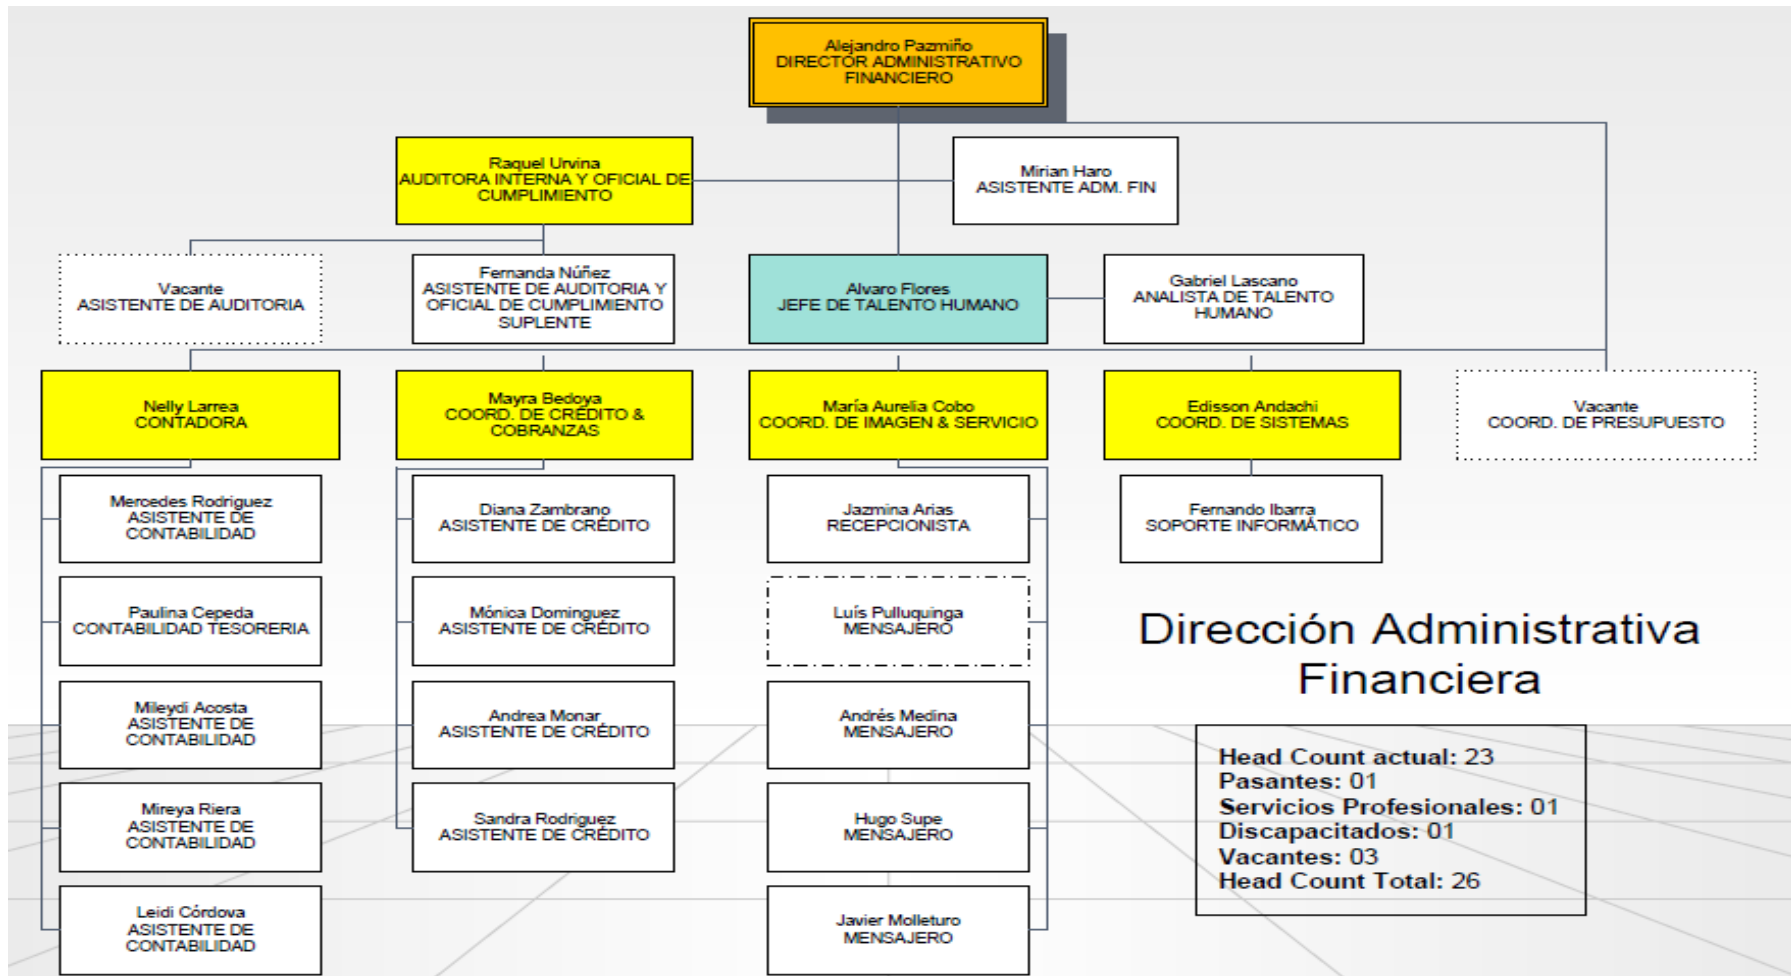 Alejandro Pazmiño
DIRECTOR ADMINISTRATIVO
FINANCIERO
Raquel Urvina
AUDITORA INTERNA Y OFICIAL DE
CUMPLIMIENTO
Mirian Haro
ASISTENTE ADM. FIN
Vacante
ASISTENTE DE AUDITORIA
Fernanda Núñez
ASISTENTE DE AUDITORIA Y
OFICIAL DE CUMPLIMIENTO
SUPLENTE
Alvaro Flores
JEFE DE TALENTO HUMANO
Gabriel Lascano
ANALISTA DE TALENTO
HUMANO
Nelly Larrea
CONTADORA
Mayra Bedoya
COORD. DE CRÉDITO &
COBRANZAS
María Aurelia Cobo
COORD. DE IMAGEN & SERVICIO
Edisson Andachi
COORD. DE SISTEMAS
Vacante
COORD. DE PRESUPUESTO
Mercedes Rodriguez
ASISTENTE DE
CONTABILIDAD
Diana Zambrano
ASISTENTE DE CRÉDITO
Jazmina Arias
RECEPCIONISTA
Fernando Ibarra
SOPORTE INFORMÁTICO
Paulina Cepeda
CONTABILIDAD TESORERIA
Mónica Dominguez
ASISTENTE DE CRÉDITO
Luís Pulluquinga
MENSAJERO
Mileydi Acosta
ASISTENTE DE
CONTABILIDAD
Andrea Monar
ASISTENTE DE CRÉDITO
Andrés Medina
MENSAJERO
Mireya Riera
ASISTENTE DE
CONTABILIDAD
Sandra Rodriguez
ASISTENTE DE CRÉDITO
Hugo Supe
MENSAJERO
Leidi Córdova
ASISTENTE DE
CONTABILIDAD
Javier Molleturo
MENSAJERO
Dirección Administrativa
Financiera
Head Count actual: 23
Pasantes: 01
Servicios Profesionales: 01
Discapacitados: 01
Vacantes: 03
Head Count Total: 26